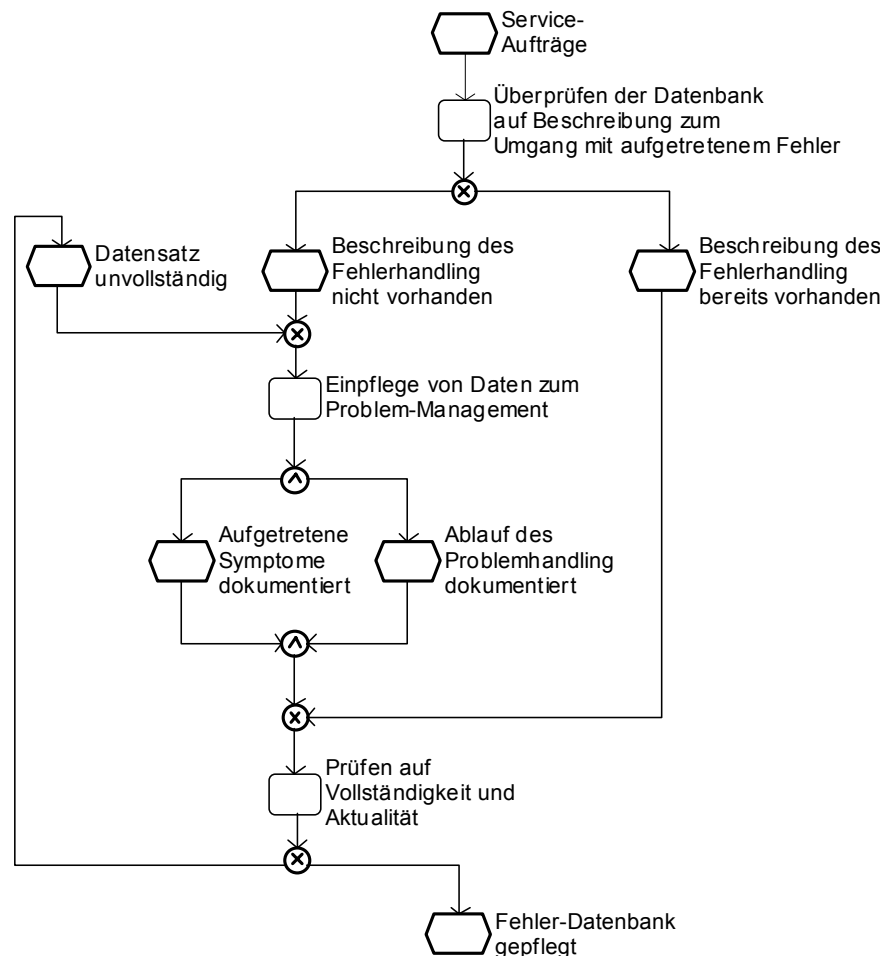 Service-
Aufträge
Überprüfen der Datenbank
auf Beschreibung zum
Umgang mit aufgetretenem Fehler
Datensatz
unvollständig
Beschreibung des
Fehlerhandling
nicht vorhanden
Beschreibung des
Fehlerhandling
bereits vorhanden
Einpflege von Daten zum
Problem-Management
Aufgetretene
Symptome
dokumentiert
Ablauf des
Problemhandling
dokumentiert
Prüfen auf
Vollständigkeit und
Aktualität
Fehler-Datenbank
gepflegt